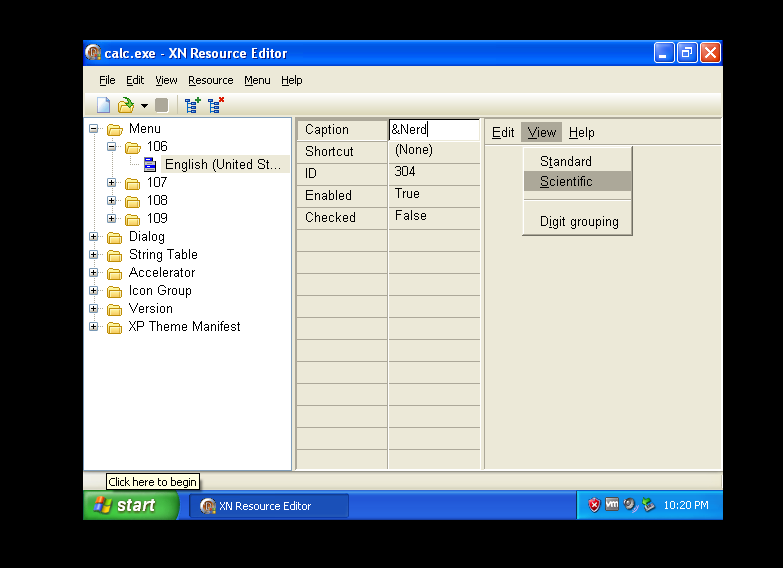 calc.exe - XN Resource Editor
File Edit View Resource Menu Help
Menu
106
English (United St...
107
108
109
Dialog
String Table
Accelerator
Icon Group
Version
XP Theme Manifest
Caption &Nerd
Shortcut (None)
ID 304
Enabled True
Checked False
Edit View Help
Standard
Scientific
Digit grouping
Click here to begin
start XN Resource Editor vm 10:20 PM